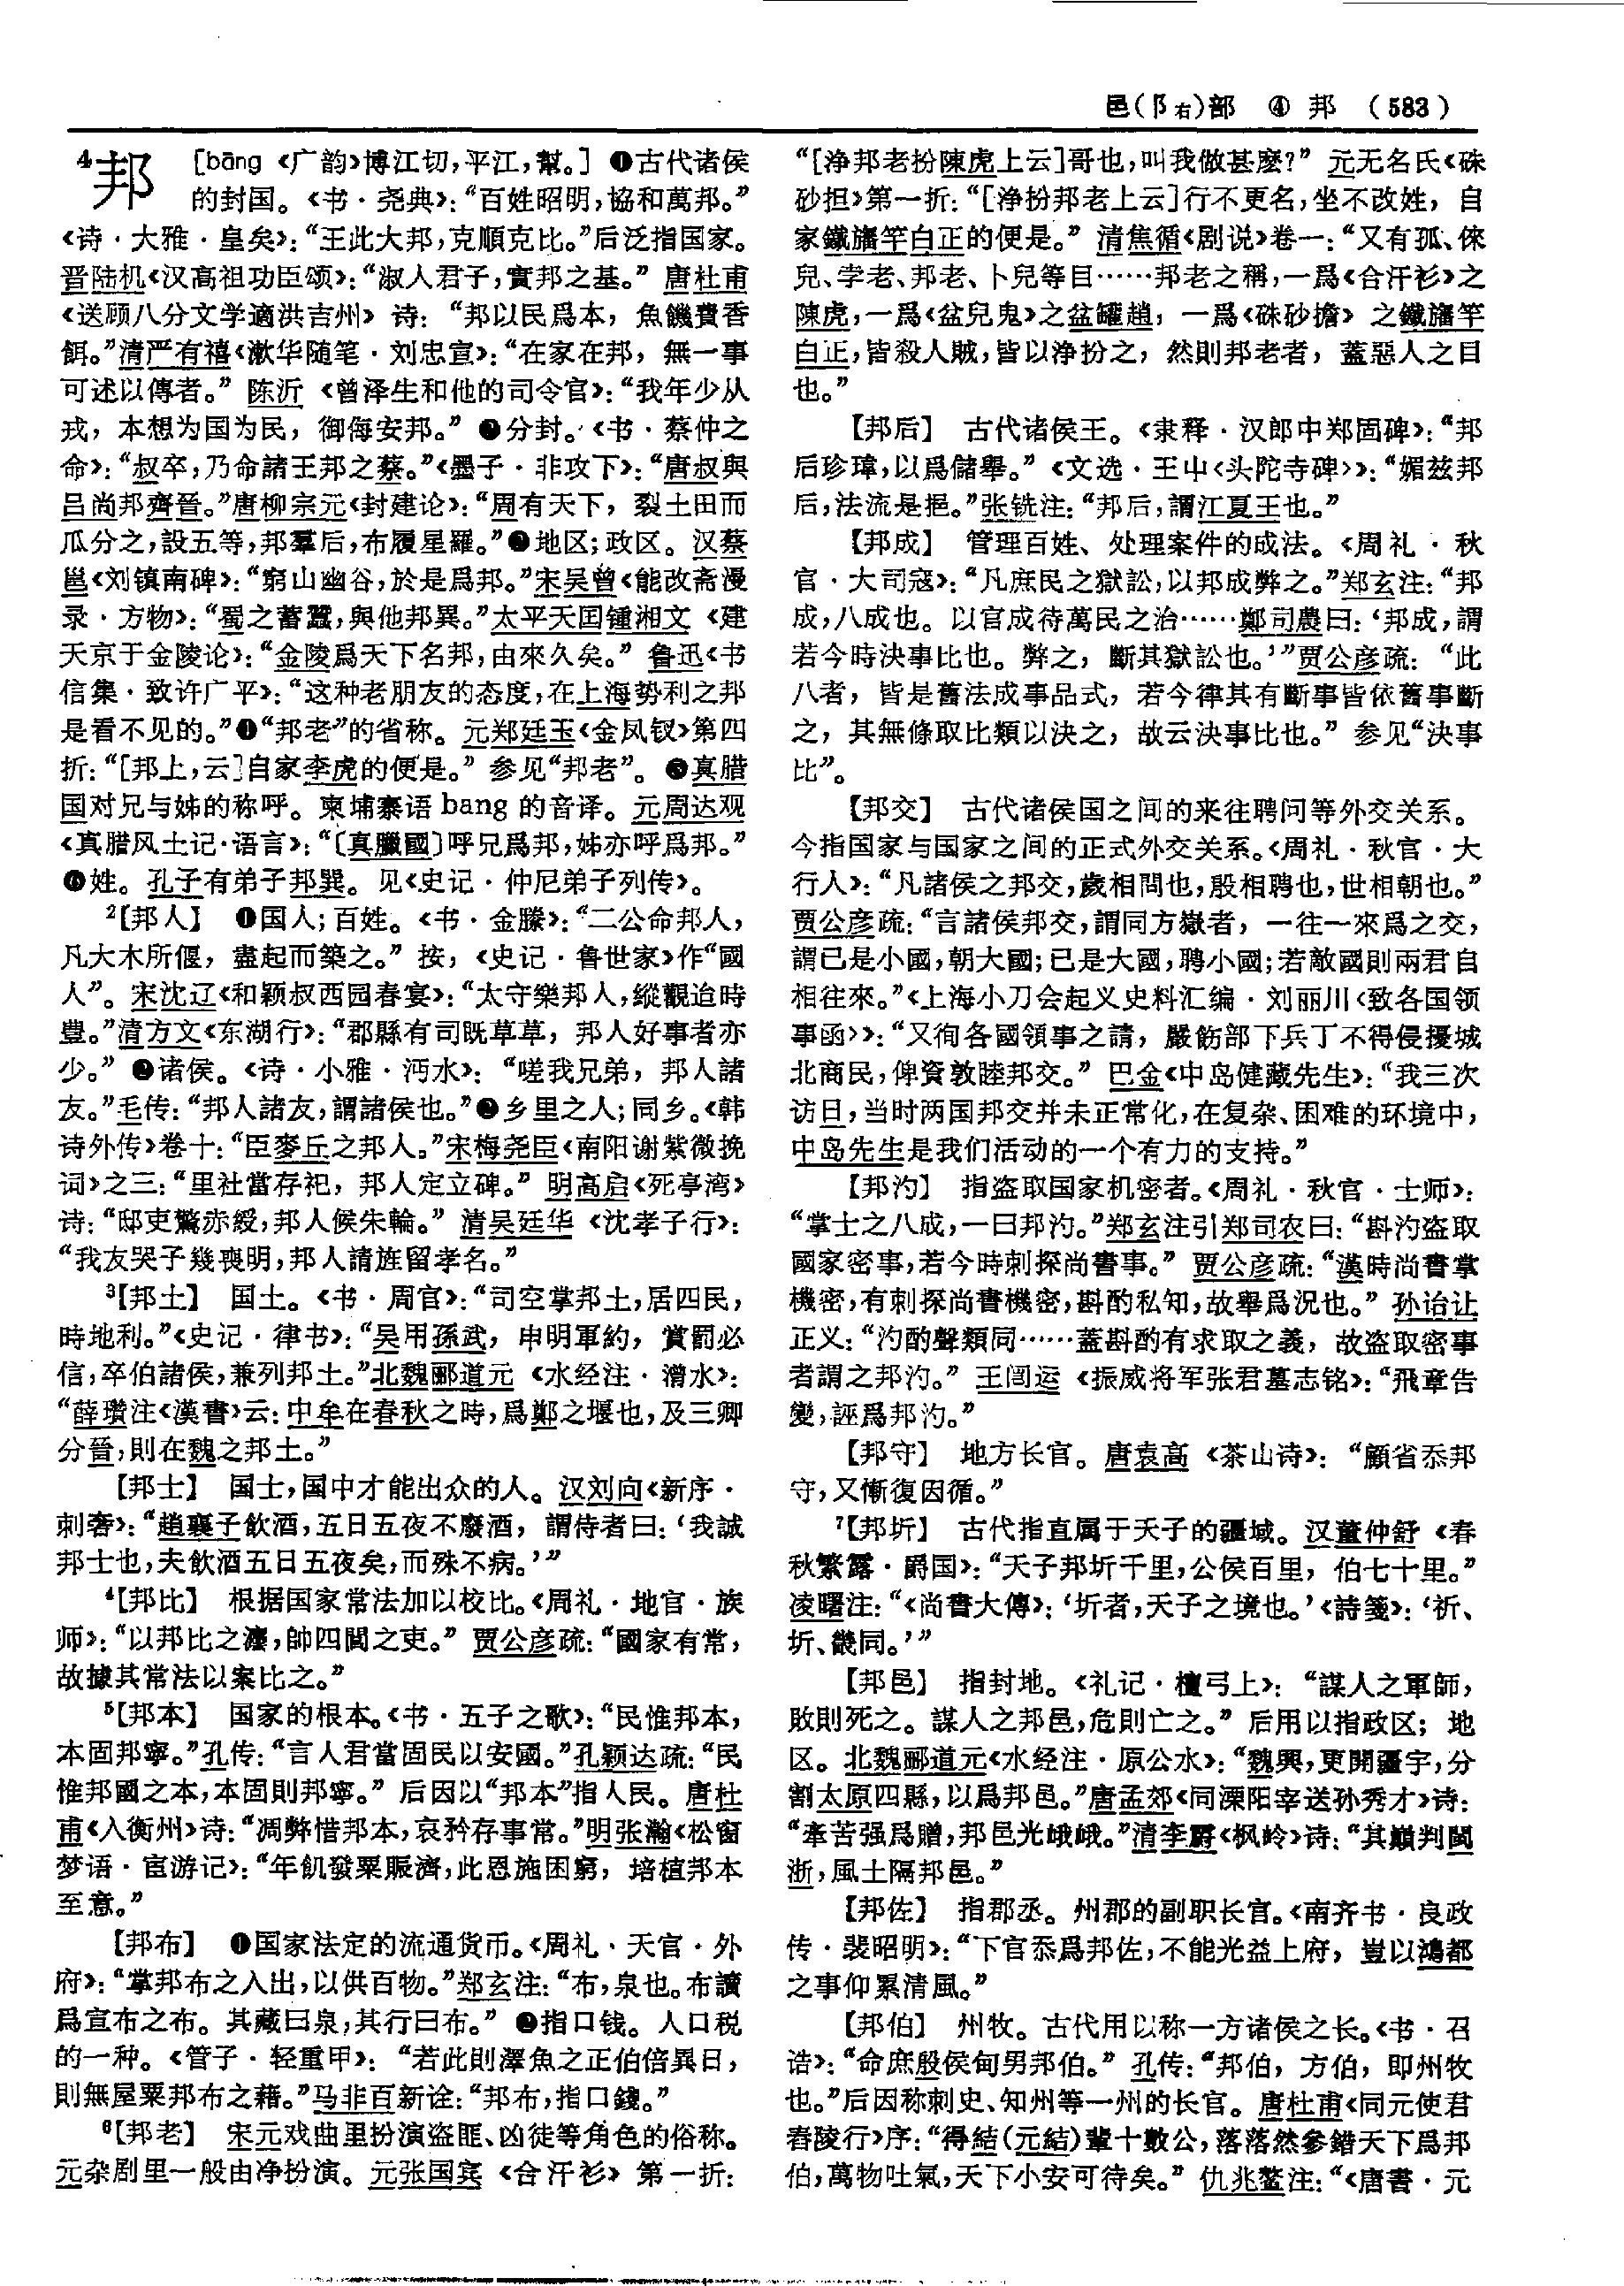 邑(阝右)部 ④ 邦 (583)
⁴邦 [bāng《广韵》博江切,平江,幫。] ❶古代诸侯
的封国。《书·尧典》:“百姓昭明,協和萬邦。”
《诗·大雅·皇矣》:“王此大邦,克順克比。”后泛指国家。
晋陆机《汉高祖功臣颂》:“淑人君子,實邦之基。” 唐杜甫
《送顾八分文学適洪吉州》诗: “邦以民爲本, 魚饑費香
餌。”清严有禧《漱华随笔·刘忠宣》:“在家在邦, 無一事
可述以傳者。” 陈沂《曾泽生和他的司令官》:“我年少从
戎, 本想为国为民, 御侮安邦。” ❷分封。《书·蔡仲之
命》:“叔卒,乃命諸王邦之蔡。”《墨子·非攻下》:“唐叔與
吕尚邦齊晉。”唐柳宗元《封建论》:“周有天下, 裂土田而
瓜分之,設五等,邦羣后,布履星羅。”❸地区;政区。汉蔡
邕《刘镇南碑》:“窮山幽谷,於是爲邦。”宋吴曾《能改斋漫
录·方物》:“蜀之蓄蠶,與他邦異。”太平天囯锺湘文《建
天京于金陵论》:“金陵爲天下名邦,由來久矣。” 鲁迅《书
信集·致许广平》:“这种老朋友的态度,在上海势利之邦
是看不见的。”❹“邦老”的省称。元郑廷玉《金凤钗》第四
折:“[邦上,云]自家李虎的便是。” 参见“邦老”。 ❺真腊
国对兄与姊的称呼。柬埔寨语 bang 的音译。元周达观
《真腊风土记·语言》:“〔真臘國〕呼兄爲邦,姊亦呼爲邦。”
❻姓。孔子有弟子邦巽。见《史记·仲尼弟子列传》。
²【邦人】 ❶国人;百姓。《书·金縢》:“二公命邦人,
凡大木所偃, 盡起而築之。” 按,《史记·鲁世家》作“國
人”。宋沈辽《和颖叔西园春宴》:“太守樂邦人,縱觀迨時
豊。”清方文《东湖行》:“郡縣有司既草草, 邦人好事者亦
少。” ❷诸侯。《诗·小雅·沔水》: “嗟我兄弟, 邦人諸
友。”毛传:“邦人諸友,謂諸侯也。”❸乡里之人;同乡。《韩
诗外传》卷十:“臣麥丘之邦人。”宋梅尧臣《南阳谢紫微挽
词》之三:“里社當存祀, 邦人定立碑。” 明高启《死亭湾》
诗:“邸吏驚赤綬,邦人候朱輪。” 清吴廷华《沈孝子行》:
“我友哭子幾喪明,邦人請旌留孝名。”
³【邦土】 国土。《书·周官》:“司空掌邦土,居四民,
時地利。”《史记·律书》:“吴用孫武, 申明軍約, 賞罰必
信,卒伯諸侯,兼列邦土。”北魏郦道元《水经注·潧水》:
“薛瓒注《漢書》云:中牟在春秋之時,爲鄭之堰也,及三卿
分晉,則在魏之邦土。”
【邦士】 国士,国中才能出众的人。汉刘向《新序·
刺奢》:“趙襄子飲酒,五日五夜不廢酒, 謂侍者曰:‘我誠
邦士也,夫飲酒五日五夜矣,而殊不病。’”
⁴【邦比】 根据国家常法加以校比。《周礼·地官·族
师》:“以邦比之灋,帥四閭之吏。” 贾公彦疏:“國家有常,
故據其常法以案比之。”
⁵【邦本】 国家的根本。《书·五子之歌》:“民惟邦本,
本固邦寧。”孔传:“言人君當固民以安國。”孔颖达疏:“民
惟邦國之本,本固則邦寧。” 后因以“邦本”指人民。唐杜
甫《入衡州》诗:“凋弊惜邦本,哀矜存事常。”明张瀚《松窗
梦语·宦游记》:“年飢發粟賑濟,此恩施困窮, 培植邦本
至意。”
【邦布】 ❶国家法定的流通货币。《周礼·天官·外
府》:“掌邦布之入出,以供百物。”郑玄注:“布,泉也。布讀
爲宣布之布。其藏曰泉,其行曰布。” ❷指口钱。人口税
的一种。《管子·轻重甲》: “若此則澤魚之正伯倍異日,
則無屋粟邦布之藉。”马非百新诠:“邦布,指口錢。”
⁶【邦老】 宋元戏曲里扮演盗匪、凶徒等角色的俗称。
元杂剧里一般由净扮演。元张国宾《合汗衫》第一折:
“[净邦老扮陳虎上云]哥也,叫我做甚麽?” 元无名氏《硃
砂担》第一折:“[净扮邦老上云]行不更名,坐不改姓, 自
家鐵旛竿白正的便是。” 清焦循《剧说》卷一:“又有孤、倈
兒、孛老、邦老、卜兒等目……邦老之稱,一爲《合汗衫》之
陳虎,一爲《盆兒鬼》之盆罐趙, 一爲《硃砂擔》之鐵旛竿
白正,皆殺人賊,皆以净扮之, 然則邦老者, 蓋惡人之目
也。”
【邦后】 古代诸侯王。《隶释·汉郎中郑固碑》:“邦
后珍瑋,以爲儲舉。”《文选·王屮〈头陀寺碑〉》:“媚兹邦
后,法流是挹。”张铣注:“邦后,謂江夏王也。”
【邦成】 管理百姓、处理案件的成法。《周礼·秋
官·大司寇》:“凡庶民之獄訟,以邦成弊之。”郑玄注:“邦
成,八成也。以官成待萬民之治……鄭司農曰:‘邦成,謂
若今時決事比也。弊之, 斷其獄訟也。’”贾公彦疏: “此
八者, 皆是舊法成事品式, 若今律其有斷事皆依舊事斷
之, 其無條取比類以決之, 故云決事比也。” 参见“决事
比”。
【邦交】 古代诸侯国之间的来往聘问等外交关系。
今指国家与国家之间的正式外交关系。《周礼·秋官·大
行人》:“凡諸侯之邦交,歲相問也,殷相聘也,世相朝也。”
贾公彦疏:“言諸侯邦交,謂同方嶽者, 一往一來爲之交,
謂已是小國,朝大國;已是大國,聘小國;若敵國則兩君自
相往來。”《上海小刀会起义史料汇编·刘丽川〈致各国领
事函〉》:“又徇各國領事之請, 嚴飭部下兵丁不得侵擾城
北商民,俾資敦睦邦交。” 巴金《中岛健藏先生》:“我三次
访日,当时两国邦交并未正常化,在复杂、困难的环境中,
中岛先生是我们活动的一个有力的支持。”
【邦汋】 指盗取国家机密者。《周礼·秋官·士师》:
“掌士之八成,一曰邦汋。”郑玄注引郑司农曰:“斟汋盗取
國家密事,若今時刺探尚書事。” 贾公彦疏:“漢時尚書掌
機密,有刺探尚書機密,斟酌私知,故舉爲況也。” 孙诒让
正义:“汋酌聲類同……蓋斟酌有求取之義, 故盗取密事
者謂之邦汋。” 王闿运《振威将军张君墓志铭》:“飛章告
變,誣爲邦汋。”
【邦守】 地方长官。唐袁高《茶山诗》: “顧省忝邦
守,又慚復因循。”
⁷【邦圻】 古代指直属于天子的疆域。汉董仲舒《春
秋繁露·爵国》:“天子邦圻千里,公侯百里, 伯七十里。”
凌曙注:“《尚書大傳》:‘圻者,天子之境也。’《詩箋》:‘祈、
圻、畿同。’”
【邦邑】 指封地。《礼记·檀弓上》: “謀人之軍師,
敗則死之。謀人之邦邑,危則亡之。” 后用以指政区; 地
区。北魏郦道元《水经注·原公水》:“魏興,更開疆宇,分
割太原四縣,以爲邦邑。”唐孟郊《同溧阳宰送孙秀才》诗:
“牽苦强爲贈,邦邑光峨峨。”清李爵《枫岭》诗:“其巔判閩
浙,風土隔邦邑。”
【邦佐】 指郡丞。州郡的副职长官。《南齐书·良政
传·裴昭明》:“下官忝爲邦佐,不能光益上府, 豈以鴻都
之事仰累清風。”
【邦伯】 州牧。古代用以称一方诸侯之长。《书·召
诰》:“命庶殷侯甸男邦伯。” 孔传:“邦伯, 方伯, 即州牧
也。”后因称刺史、知州等一州的长官。唐杜甫《同元使君
舂陵行》序:“得結(元結)輩十數公,落落然參錯天下爲邦
伯,萬物吐氣,天下小安可待矣。” 仇兆鳌注:“《唐書·元